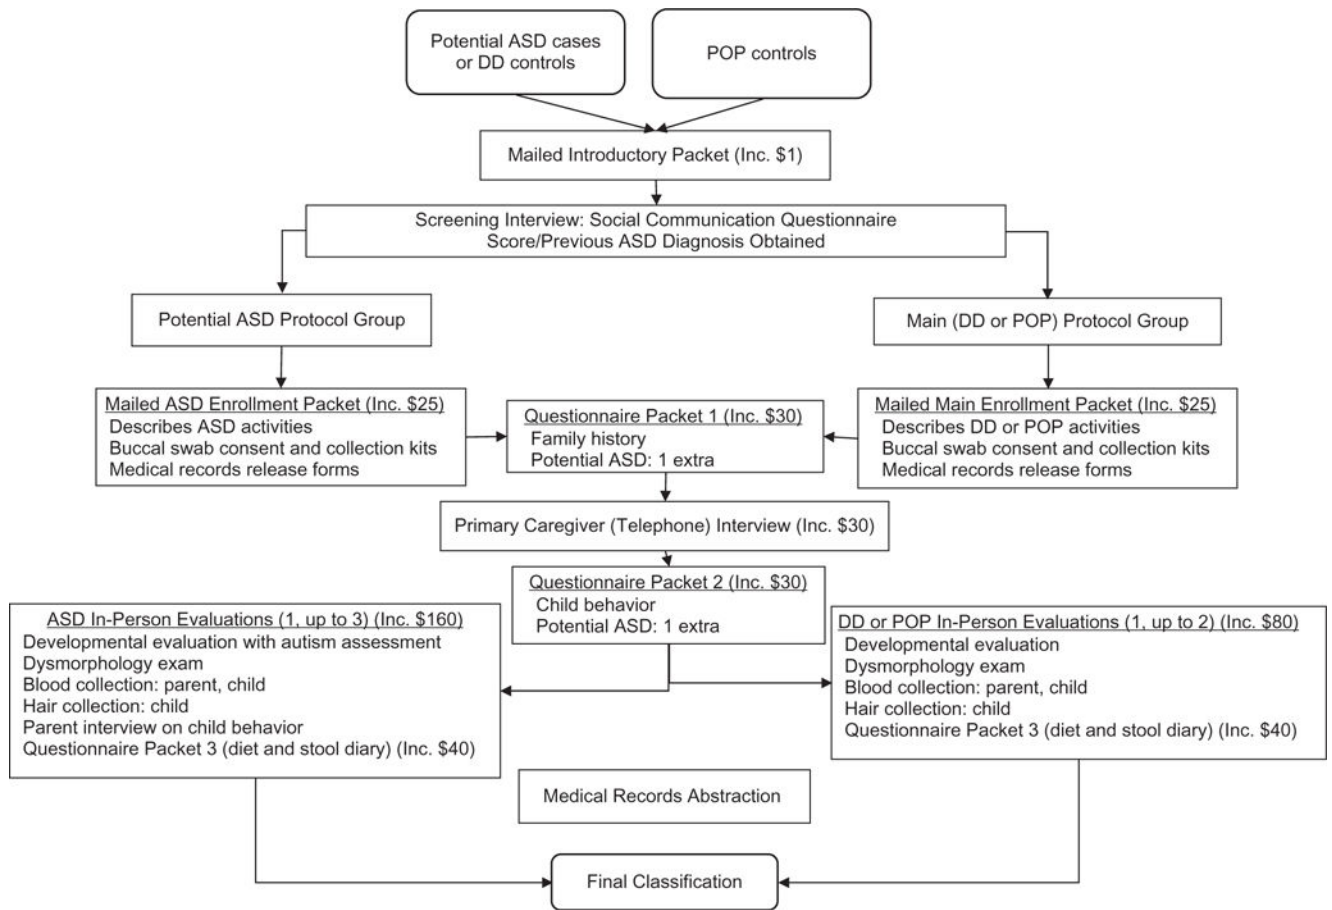 Potential ASD cases
or DD controls
POP controls
Mailed Introductory Packet (Inc. $1)
Screening Interview: Social Communication Questionnaire
Score/Previous ASD Diagnosis Obtained
Potential ASD Protocol Group
Main (DD or POP) Protocol Group
Mailed ASD Enrollment Packet (Inc. $25)
Describes ASD activities
Buccal swab consent and collection kits
Medical records release forms
Questionnaire Packet 1 (Inc. $30)
Family history
Potential ASD: 1 extra
Mailed Main Enrollment Packet (Inc. $25)
Describes DD or POP activities
Buccal swab consent and collection kits
Medical records release forms
Primary Caregiver (Telephone) Interview (Inc. $30)
Questionnaire Packet 2 (Inc. $30)
Child behavior
Potential ASD: 1 extra
ASD In-Person Evaluations (1, up to 3) (Inc. $160)
Developmental evaluation with autism assessment
Dysmorphology exam
Blood collection: parent, child
Hair collection: child
Parent interview on child behavior
Questionnaire Packet 3 (diet and stool diary) (Inc. $40)
DD or POP In-Person Evaluations (1, up to 2) (Inc. $80)
Developmental evaluation
Dysmorphology exam
Blood collection: parent, child
Hair collection: child
Questionnaire Packet 3 (diet and stool diary) (Inc. $40)
Medical Records Abstraction
Final Classification